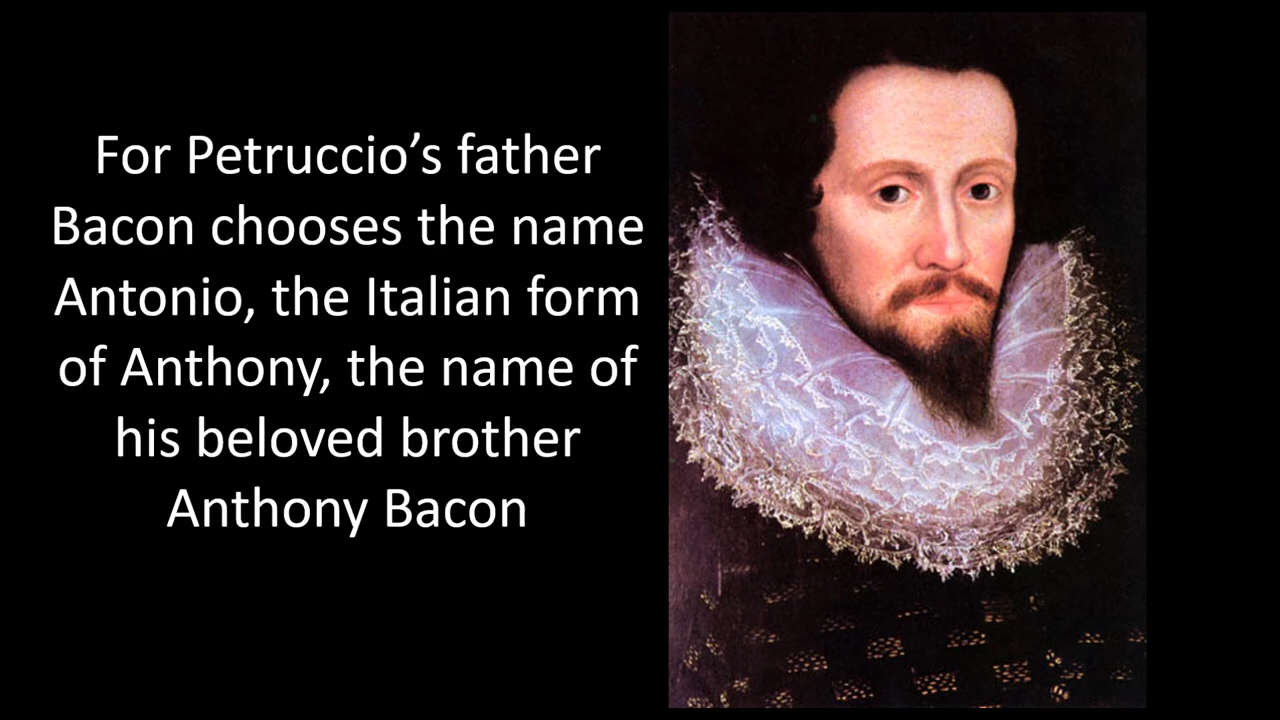 For Petruccio’s father
Bacon chooses the name
Antonio, the Italian form
of Anthony, the name of
his beloved brother
Anthony Bacon